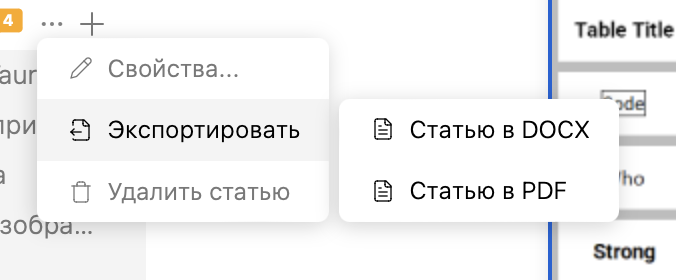 4
Свойства...
Экспортировать
Удалить статью
Статью в DOCX
Статью в PDF
Table Title
Strong